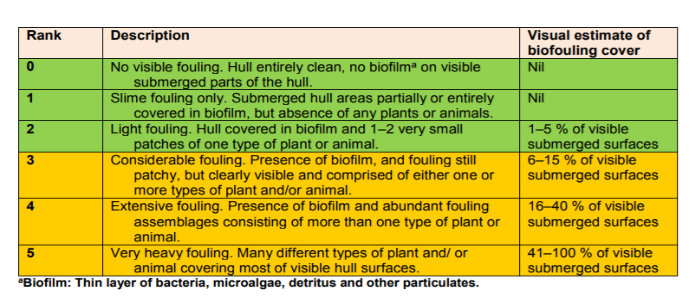 Rank Description Visual estimate of
biofouling cover
0 No visible fouling. Hull entirely clean, no biofilmᵃ on visible Nil
submerged parts of the hull.
1 Slime fouling only. Submerged hull areas partially or entirely Nil
covered in biofilm, but absence of any plants or animals.
2 Light fouling. Hull covered in biofilm and 1–2 very small 1–5 % of visible
patches of one type of plant or animal. submerged surfaces
3 Considerable fouling. Presence of biofilm, and fouling still 6–15 % of visible
patchy, but clearly visible and comprised of either one or submerged surfaces
more types of plant and/or animal.
4 Extensive fouling. Presence of biofilm and abundant fouling 16–40 % of visible
assemblages consisting of more than one type of plant or submerged surfaces
animal.
5 Very heavy fouling. Many different types of plant and/ or 41–100 % of visible
animal covering most of visible hull surfaces. submerged surfaces
ᵃBiofilm: Thin layer of bacteria, microalgae, detritus and other particulates.